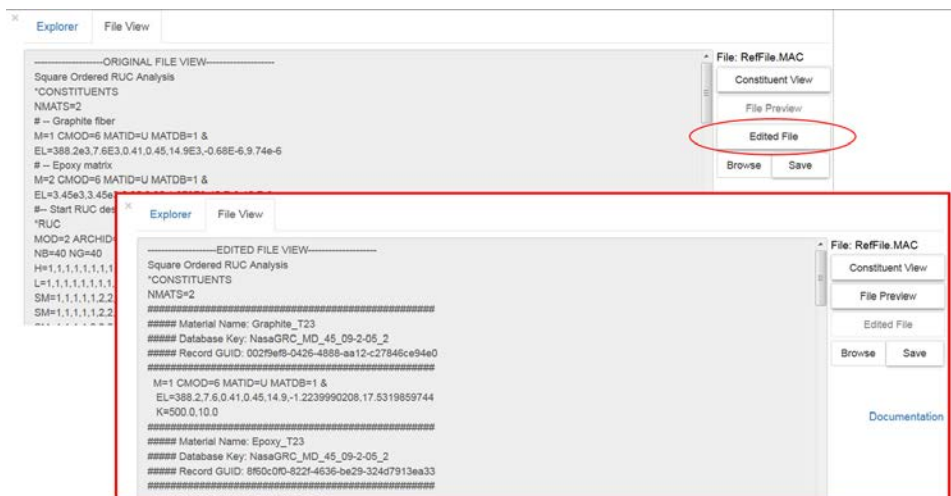 Explorer File View
---------------------ORIGINAL FILE VIEW---------------------
Square Ordered RUC Analysis
*CONSTITUENTS
NMATS=2
# -- Graphite fiber
M=1 CMOD=6 MATID=U MATDB=1 &
EL=388.2e3,7.6E3,0.41,0.45,14.9E3,-0.68E-6,9.74e-6
# -- Epoxy matrix
M=2 CMOD=6 MATID=U MATDB=1 &
EL=3.45e3,3.45e
#-- Start RUC des
*RUC
MOD=2 ARCHID=
NB=40 NG=40
H=1,1,1,1,1,1,1,1
L=1,1,1,1,1,1,1,1,
SM=1,1,1,1,1,2,2,
SM=1,1,1,1,1,2,2
File: RefFile.MAC
Constituent View
File Preview
Edited File
Browse Save
Explorer File View
---------------------EDITED FILE VIEW---------------------
Square Ordered RUC Analysis
*CONSTITUENTS
NMATS=2
##################################################
##### Material Name: Graphite_T23
##### Database Key: NasaGRC_MD_45_09-2-05_2
##### Record GUID: 002f9ef8-0426-4888-aa12-c27846ce94e0
##################################################
M=1 CMOD=6 MATID=U MATDB=1 &
EL=388.2,7.6,0.41,0.45,14.9,-1.2239990208,17.5319859744
K=500.0,10.0
##################################################
##### Material Name: Epoxy_T23
##### Database Key: NasaGRC_MD_45_09-2-05_2
##### Record GUID: 8f60c0f0-822f-4636-be29-324d7913ea33
##################################################
File: RefFile.MAC
Constituent View
File Preview
Edited File
Browse Save
Documentation